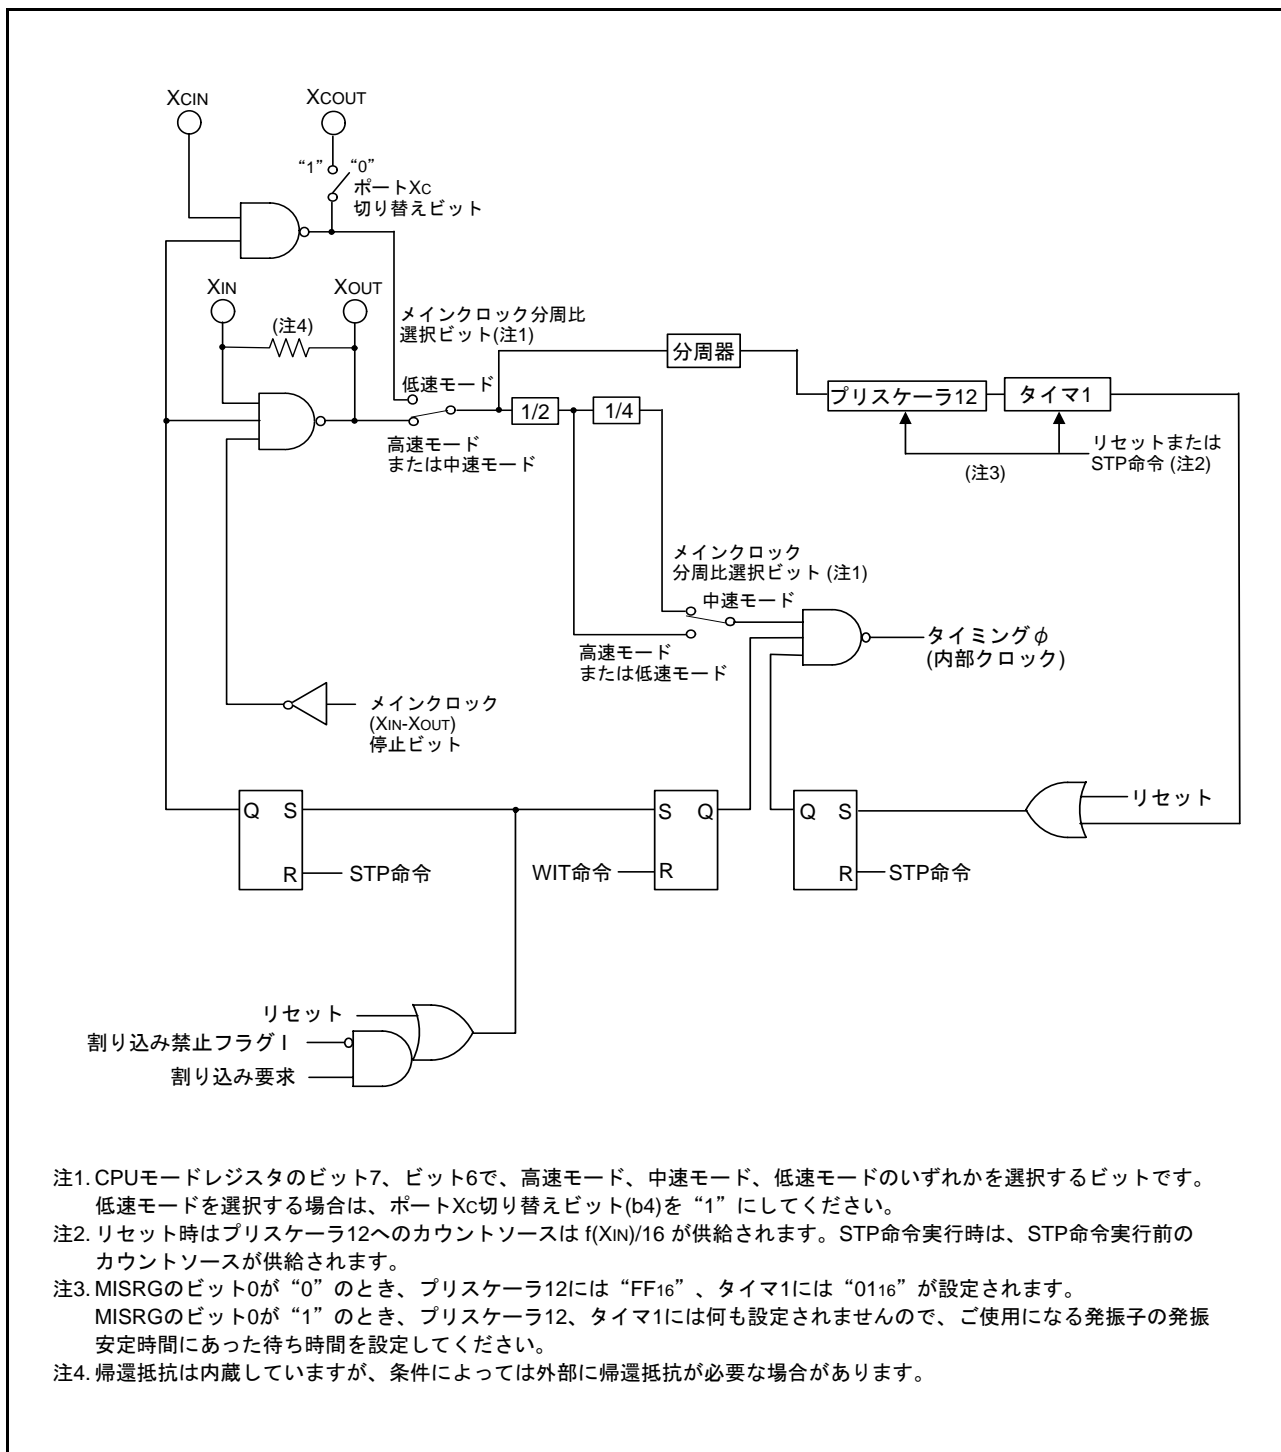 XCIN
XCOUT
“1” “0”
ポートXC
切り替えビット
XIN
XOUT
(注4)
メインクロック分周比
選択ビット(注1)
低速モード
高速モード
または中速モード
1/2
1/4
分周器
プリスケーラ12
タイマ1
リセットまたは
STP命令 (注2)
(注3)
メインクロック
分周比選択ビット (注1)
中速モード
高速モード
または低速モード
タイミングφ
(内部クロック)
メインクロック
(XIN-XOUT)
停止ビット
Q S
R
STP命令
S Q
R
WIT命令
Q S
R
STP命令
リセット
リセット
割り込み禁止フラグ I
割り込み要求
注1. CPUモードレジスタのビット7、ビット6で、高速モード、中速モード、低速モードのいずれかを選択するビットです。
低速モードを選択する場合は、ポートXC切り替えビット(b4)を“1”にしてください。
注2. リセット時はプリスケーラ12へのカウントソースは f(XIN)/16 が供給されます。STP命令実行時は、STP命令実行前の
カウントソースが供給されます。
注3. MISRGのビット0が“0”のとき、プリスケーラ12には“FF16”、タイマ1には“0116”が設定されます。
MISRGのビット0が“1”のとき、プリスケーラ12、タイマ1には何も設定されませんので、ご使用になる発振子の発振
安定時間にあった待ち時間を設定してください。
注4. 帰還抵抗は内蔵していますが、条件によっては外部に帰還抵抗が必要な場合があります。